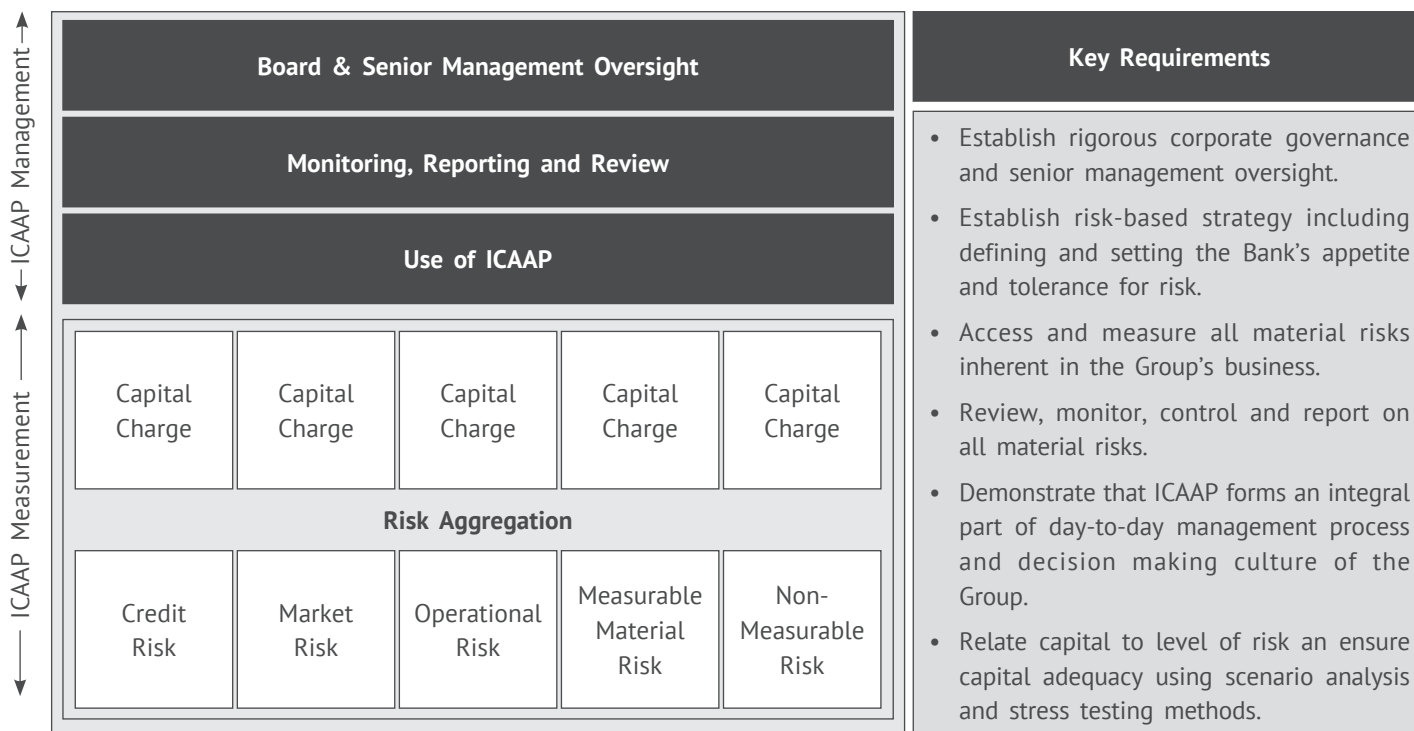 ICAAP Management
ICAAP Measurement
Board & Senior Management Oversight
Monitoring, Reporting and Review
Use of ICAAP
Capital
Charge
Capital
Charge
Capital
Charge
Capital
Charge
Capital
Charge
Risk Aggregation
Credit
Risk
Market
Risk
Operational
Risk
Measurable
Material
Risk
Non-
Measurable
Risk
Key Requirements
• Establish rigorous corporate governance
and senior management oversight.
• Establish risk-based strategy including
defining and setting the Bank’s appetite
and tolerance for risk.
• Access and measure all material risks
inherent in the Group’s business.
• Review, monitor, control and report on
all material risks.
• Demonstrate that ICAAP forms an integral
part of day-to-day management process
and decision making culture of the
Group.
• Relate capital to level of risk an ensure
capital adequacy using scenario analysis
and stress testing methods.